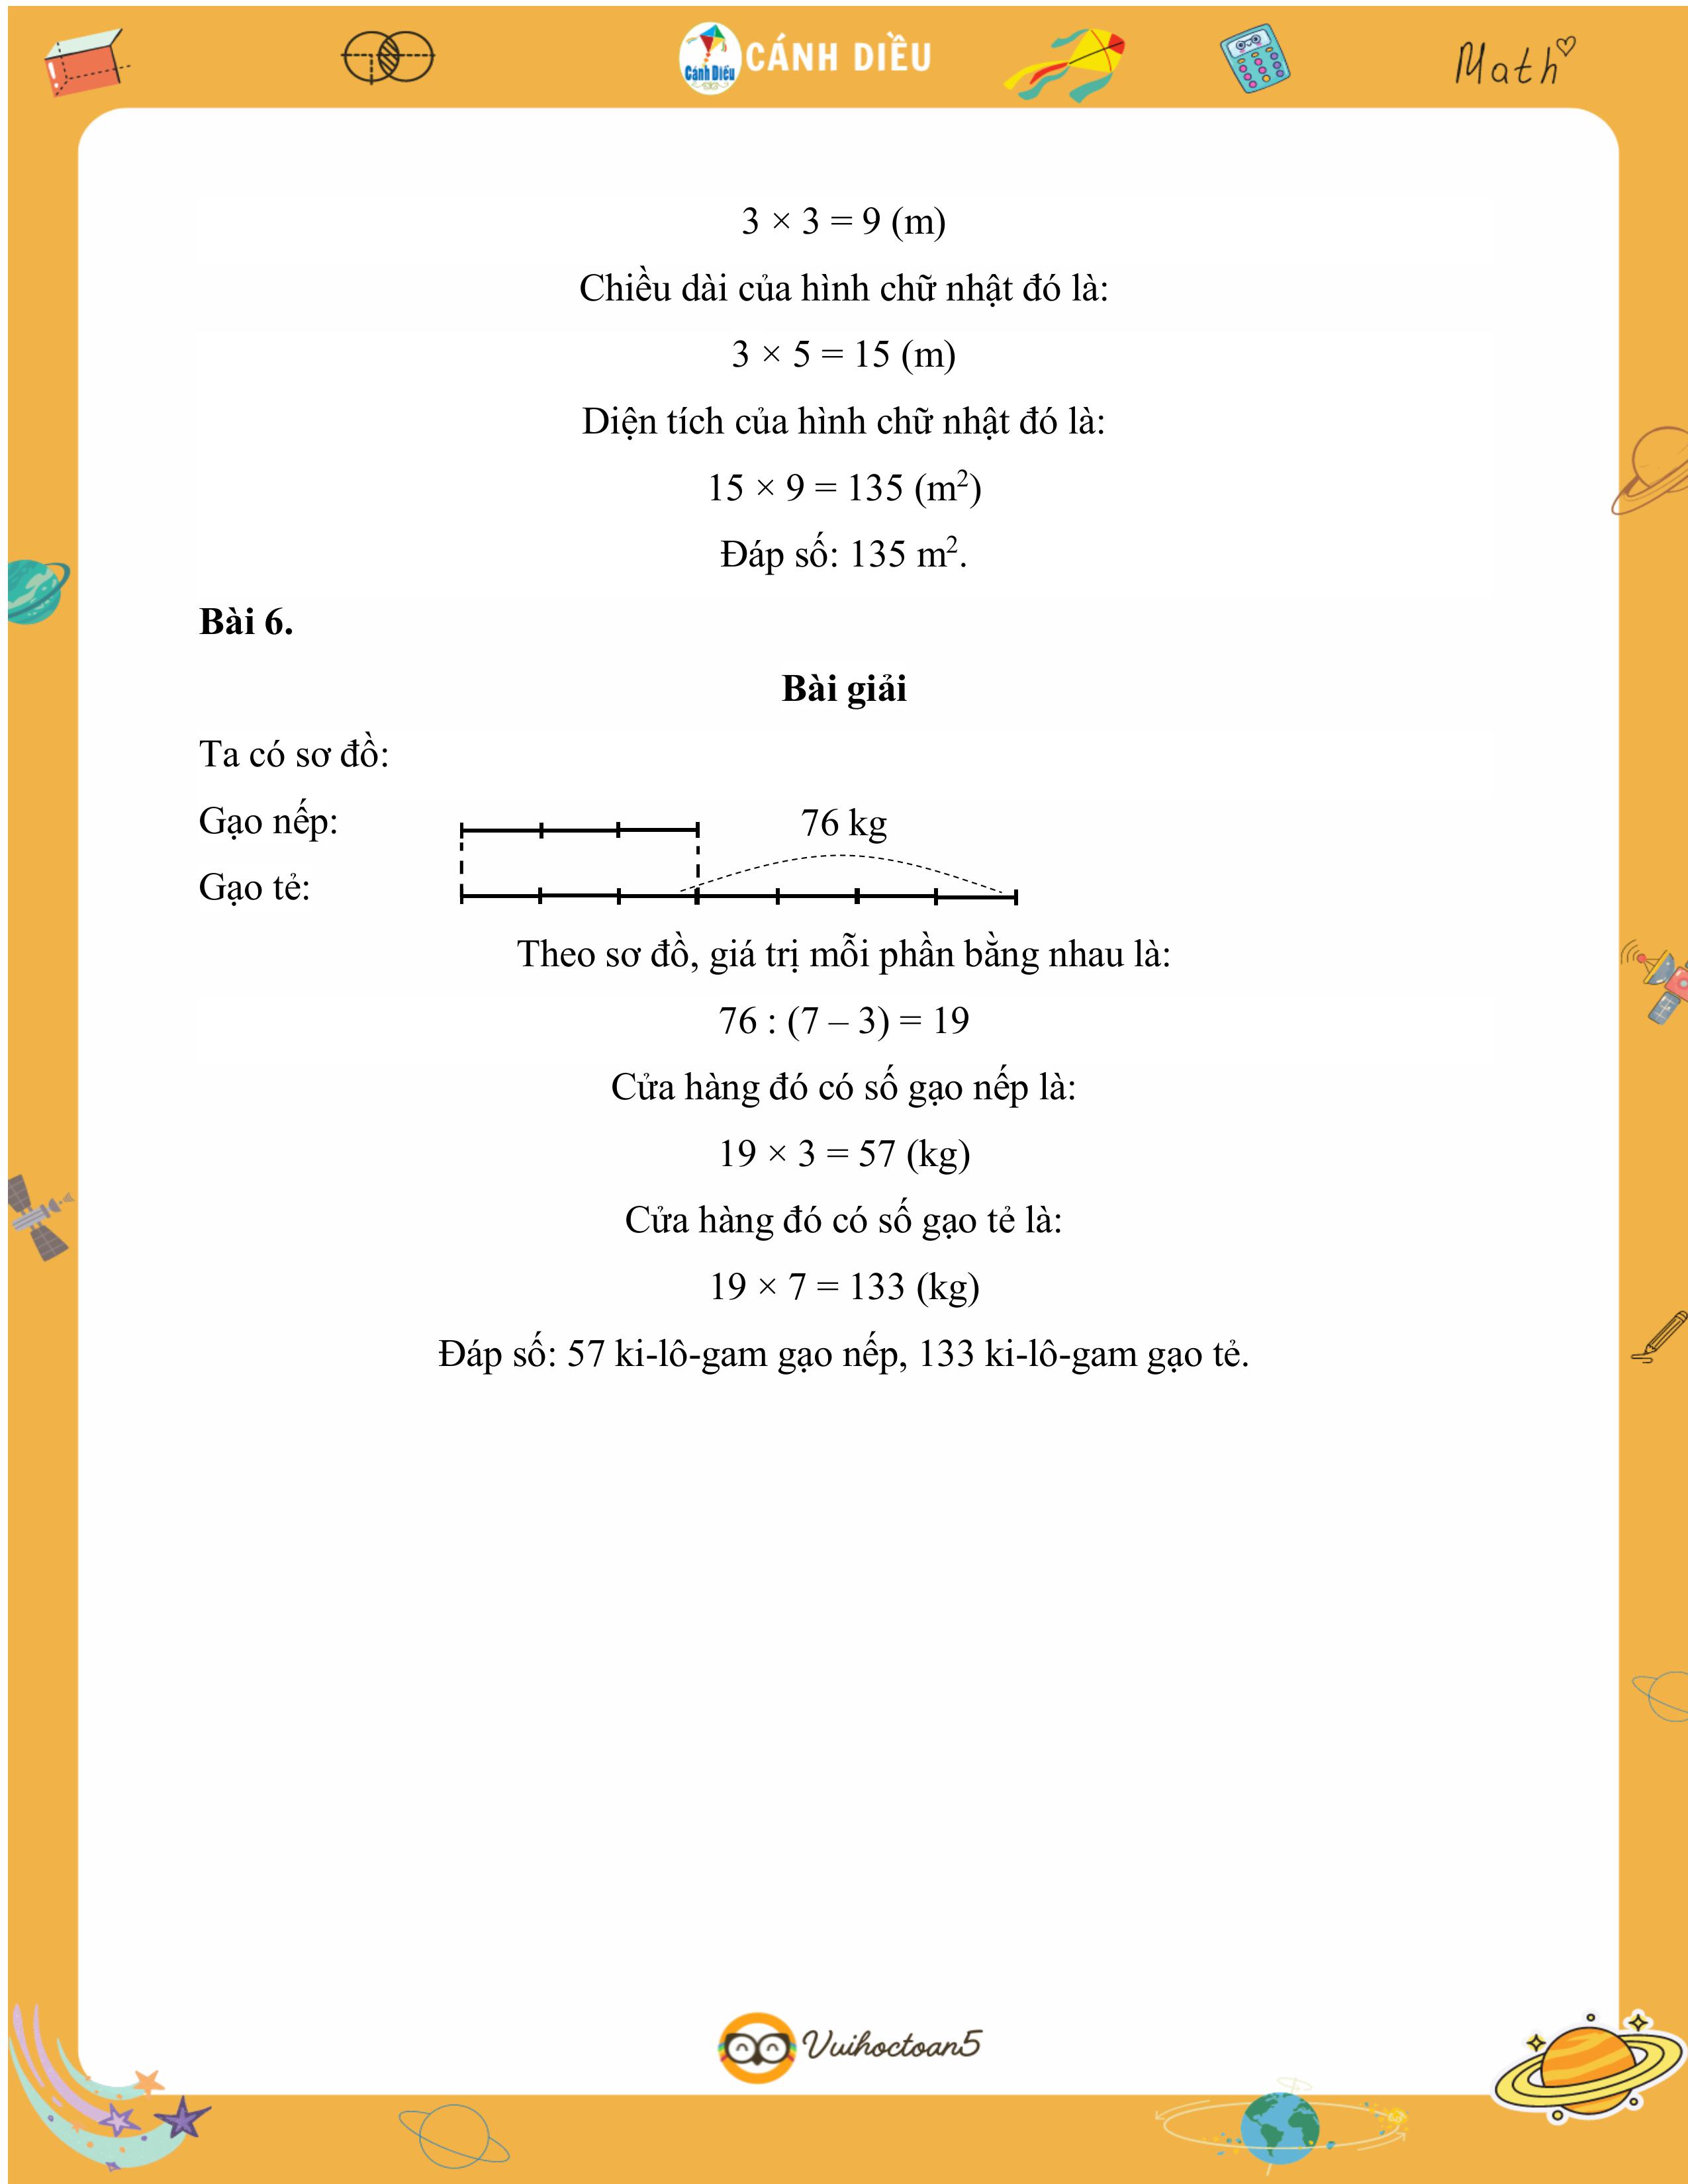 Cánh Diều CÁNH DIỀU Math
3 × 3 = 9 (m)
Chiều dài của hình chữ nhật đó là:
3 × 5 = 15 (m)
Diện tích của hình chữ nhật đó là:
15 × 9 = 135 (m²)
Đáp số: 135 m².
Bài 6.
Bài giải
Ta có sơ đồ:
Gạo nếp: 76 kg
Gạo tẻ:
Theo sơ đồ, giá trị mỗi phần bằng nhau là:
76 : (7 – 3) = 19
Cửa hàng đó có số gạo nếp là:
19 × 3 = 57 (kg)
Cửa hàng đó có số gạo tẻ là:
19 × 7 = 133 (kg)
Đáp số: 57 ki-lô-gam gạo nếp, 133 ki-lô-gam gạo tẻ.
Vuihoctoan5